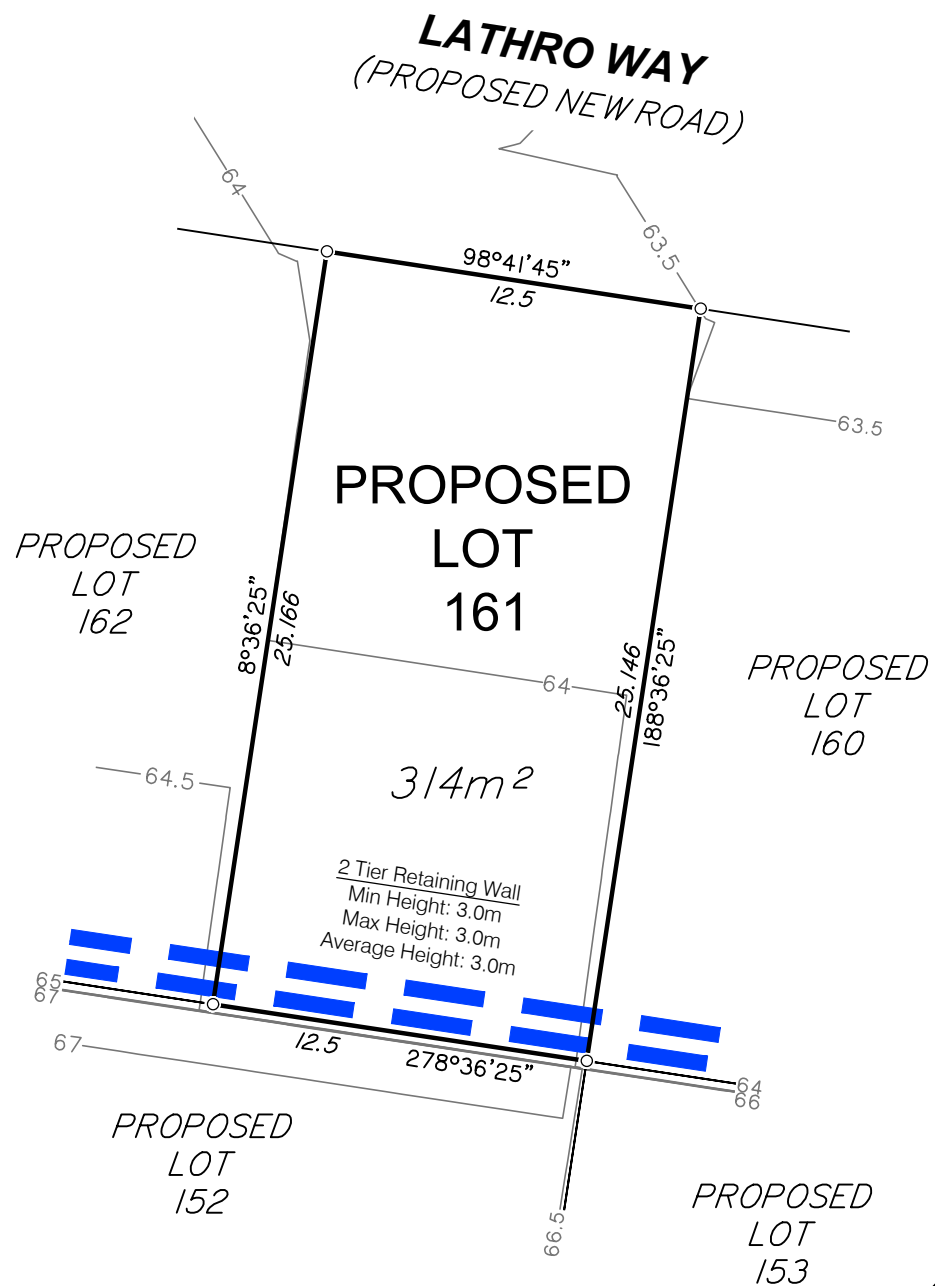 LATHRO WAY
(PROPOSED NEW ROAD)
64
63.5
98°41'45"
12.5
63.5
PROPOSED
LOT
161
PROPOSED
LOT
162
8°36'25"
25.166
25.146
188°36'25"
64
PROPOSED
LOT
160
64.5
314m²
2 Tier Retaining Wall
Min Height: 3.0m
Max Height: 3.0m
Average Height: 3.0m
65
67
67
12.5
278°36'25"
64
66
PROPOSED
LOT
152
66.5
PROPOSED
LOT
153